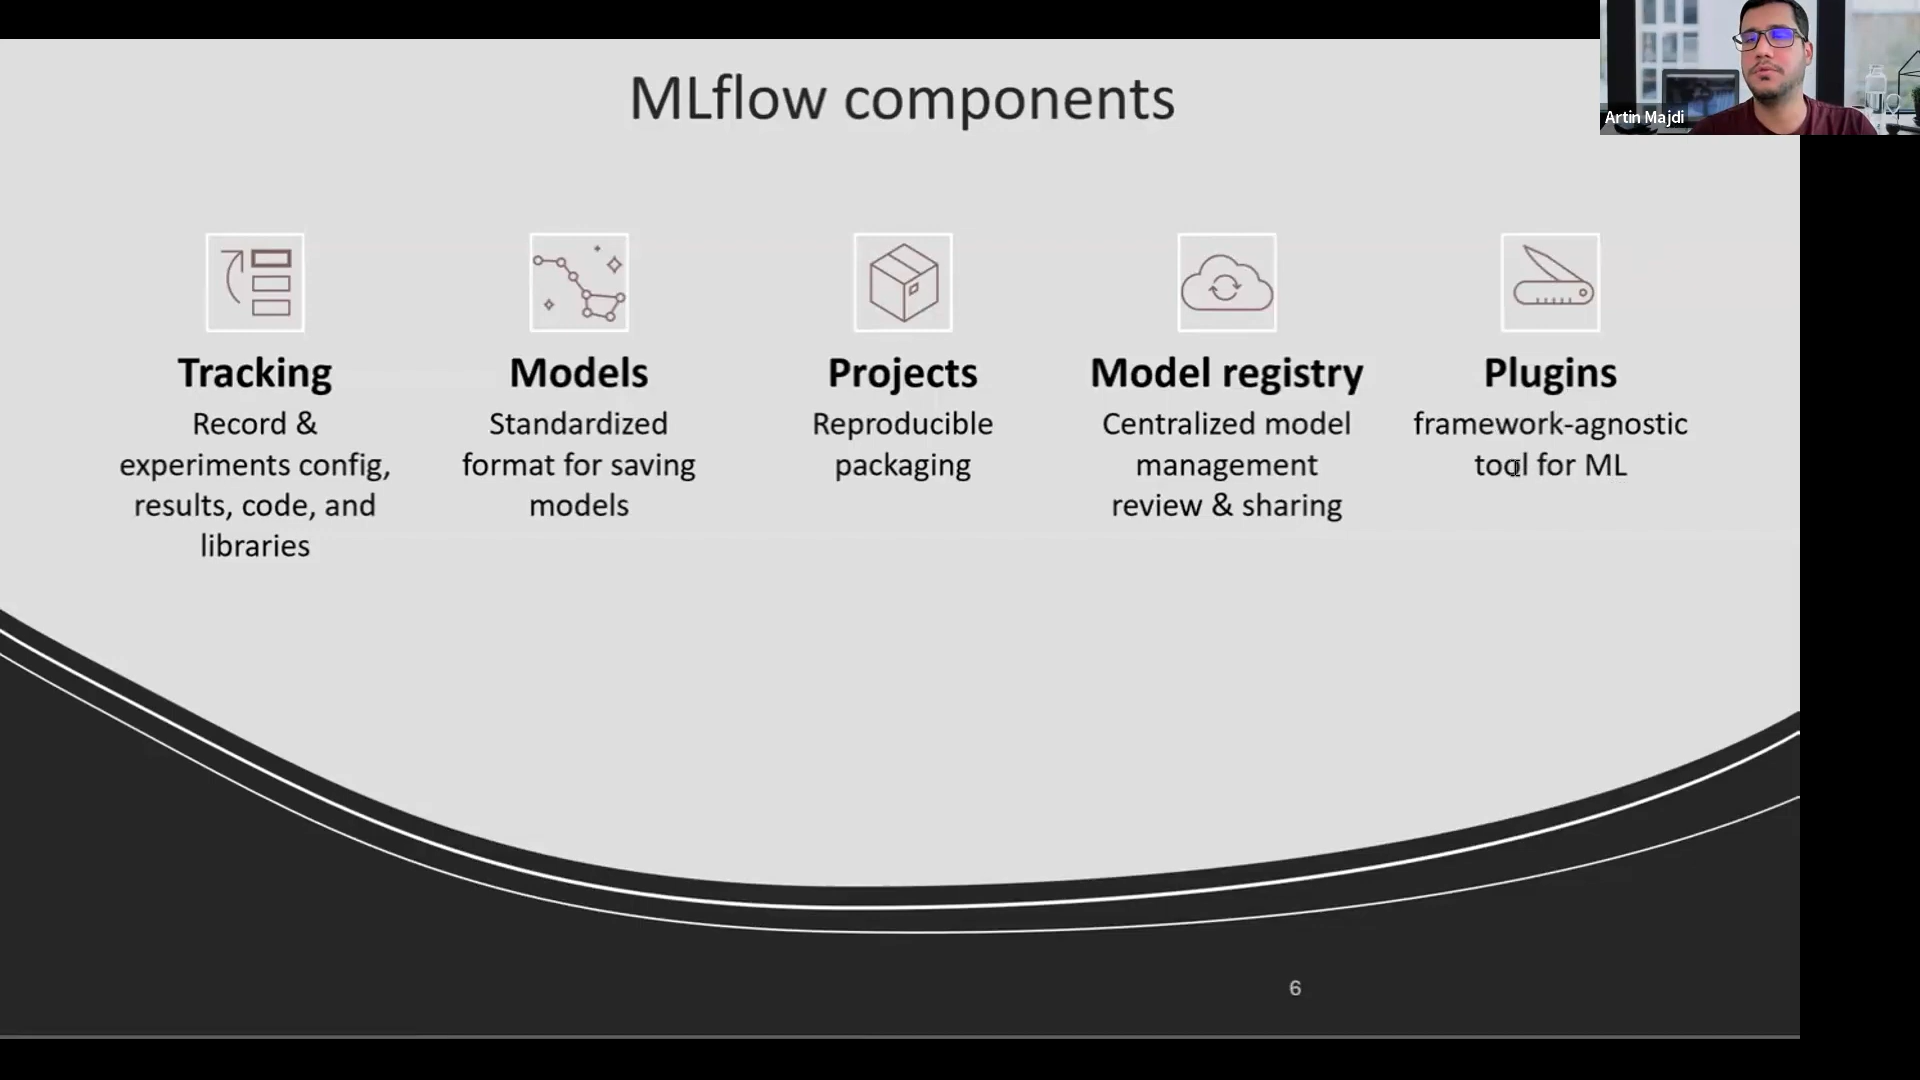 MLflow components
Artin Majdi
Tracking
Record &
experiments config,
results, code, and
libraries
Models
Standardized
format for saving
models
Projects
Reproducible
packaging
Model registry
Centralized model
management
review & sharing
Plugins
framework-agnostic
tool for ML
6